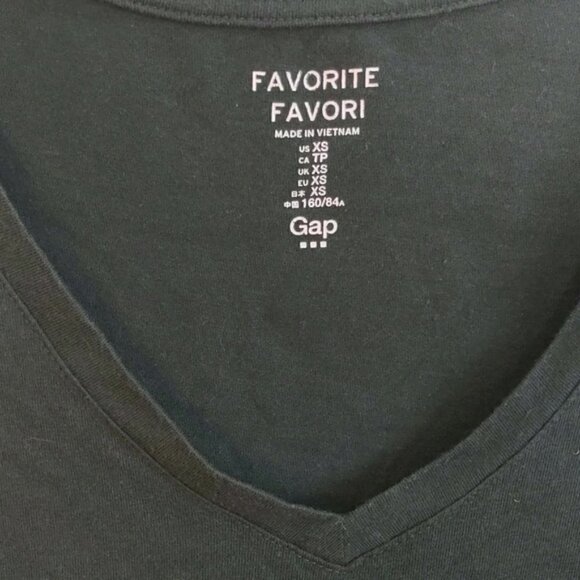 FAVORITE
FAVORI
MADE IN VIETNAM
US XS
CA TP
UK XS
EU XS
日本 XS
中国 160/84A
Gap